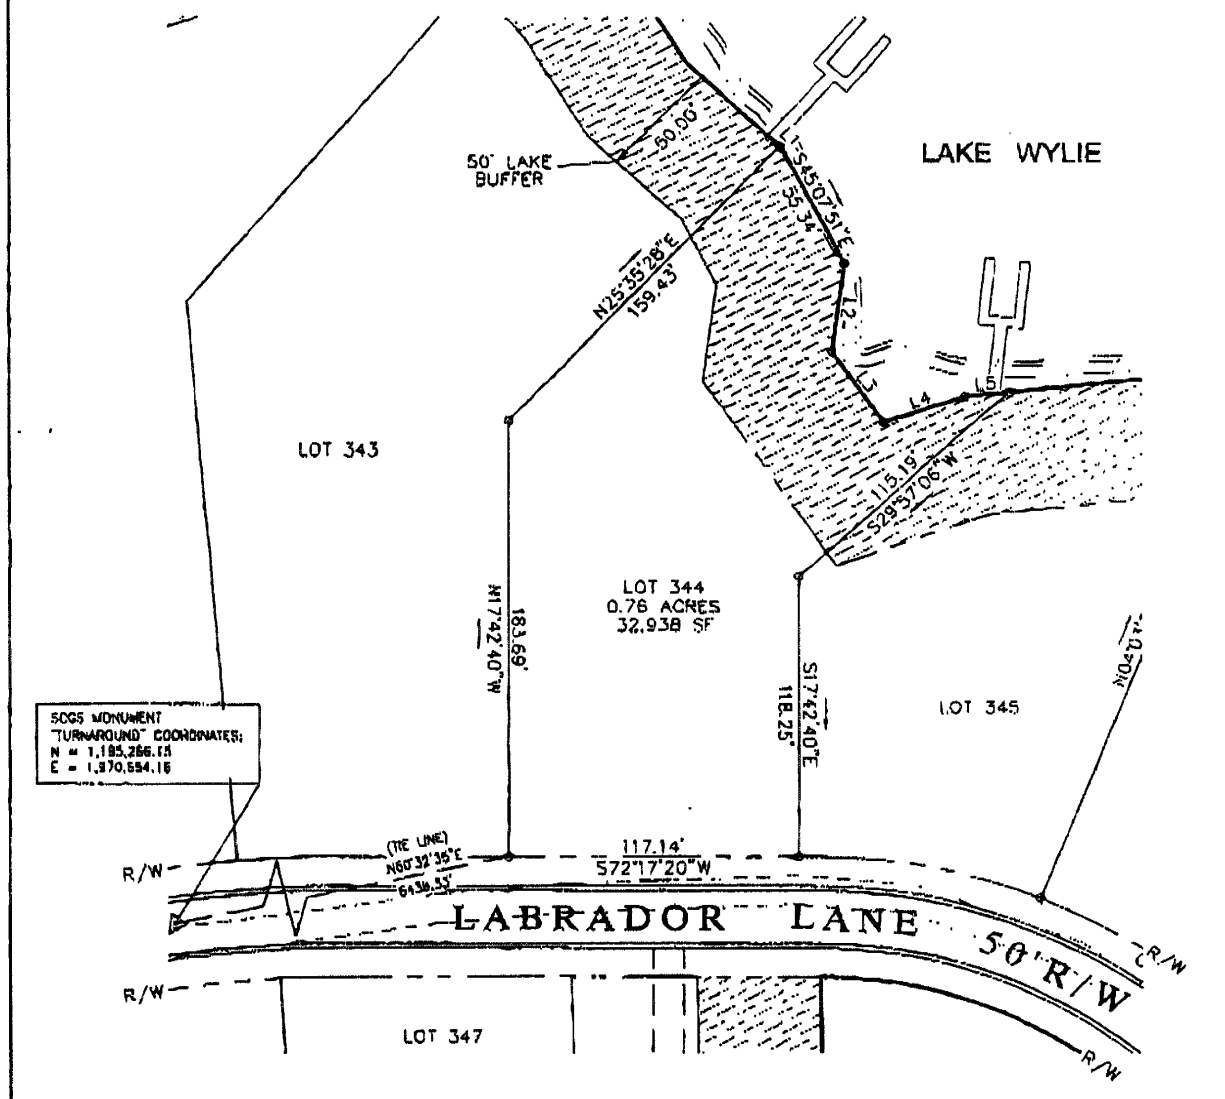 LAKE WYLIE
50' LAKE
BUFFER
50.00'
L1-S45°07'51"E
55.34'
N25°35'28"E
159.43'
L2
L3
L4
L5
115.19'
S29°57'06"W
LOT 343
LOT 344
0.76 ACRES
32,938 SF
183.69'
N17°42'40"W
S17°42'40"E
118.25'
LOT 345
SCGS MONUMENT
"TURNAROUND" COORDINATES:
N = 1,195,266.15
E = 1,970,554.16
(TIE LINE)
N60°32'35"E
6438.55'
117.14'
S72°17'20"W
R/W
LABRADOR LANE
50' R/W
R/W
R/W
LOT 347
R/W